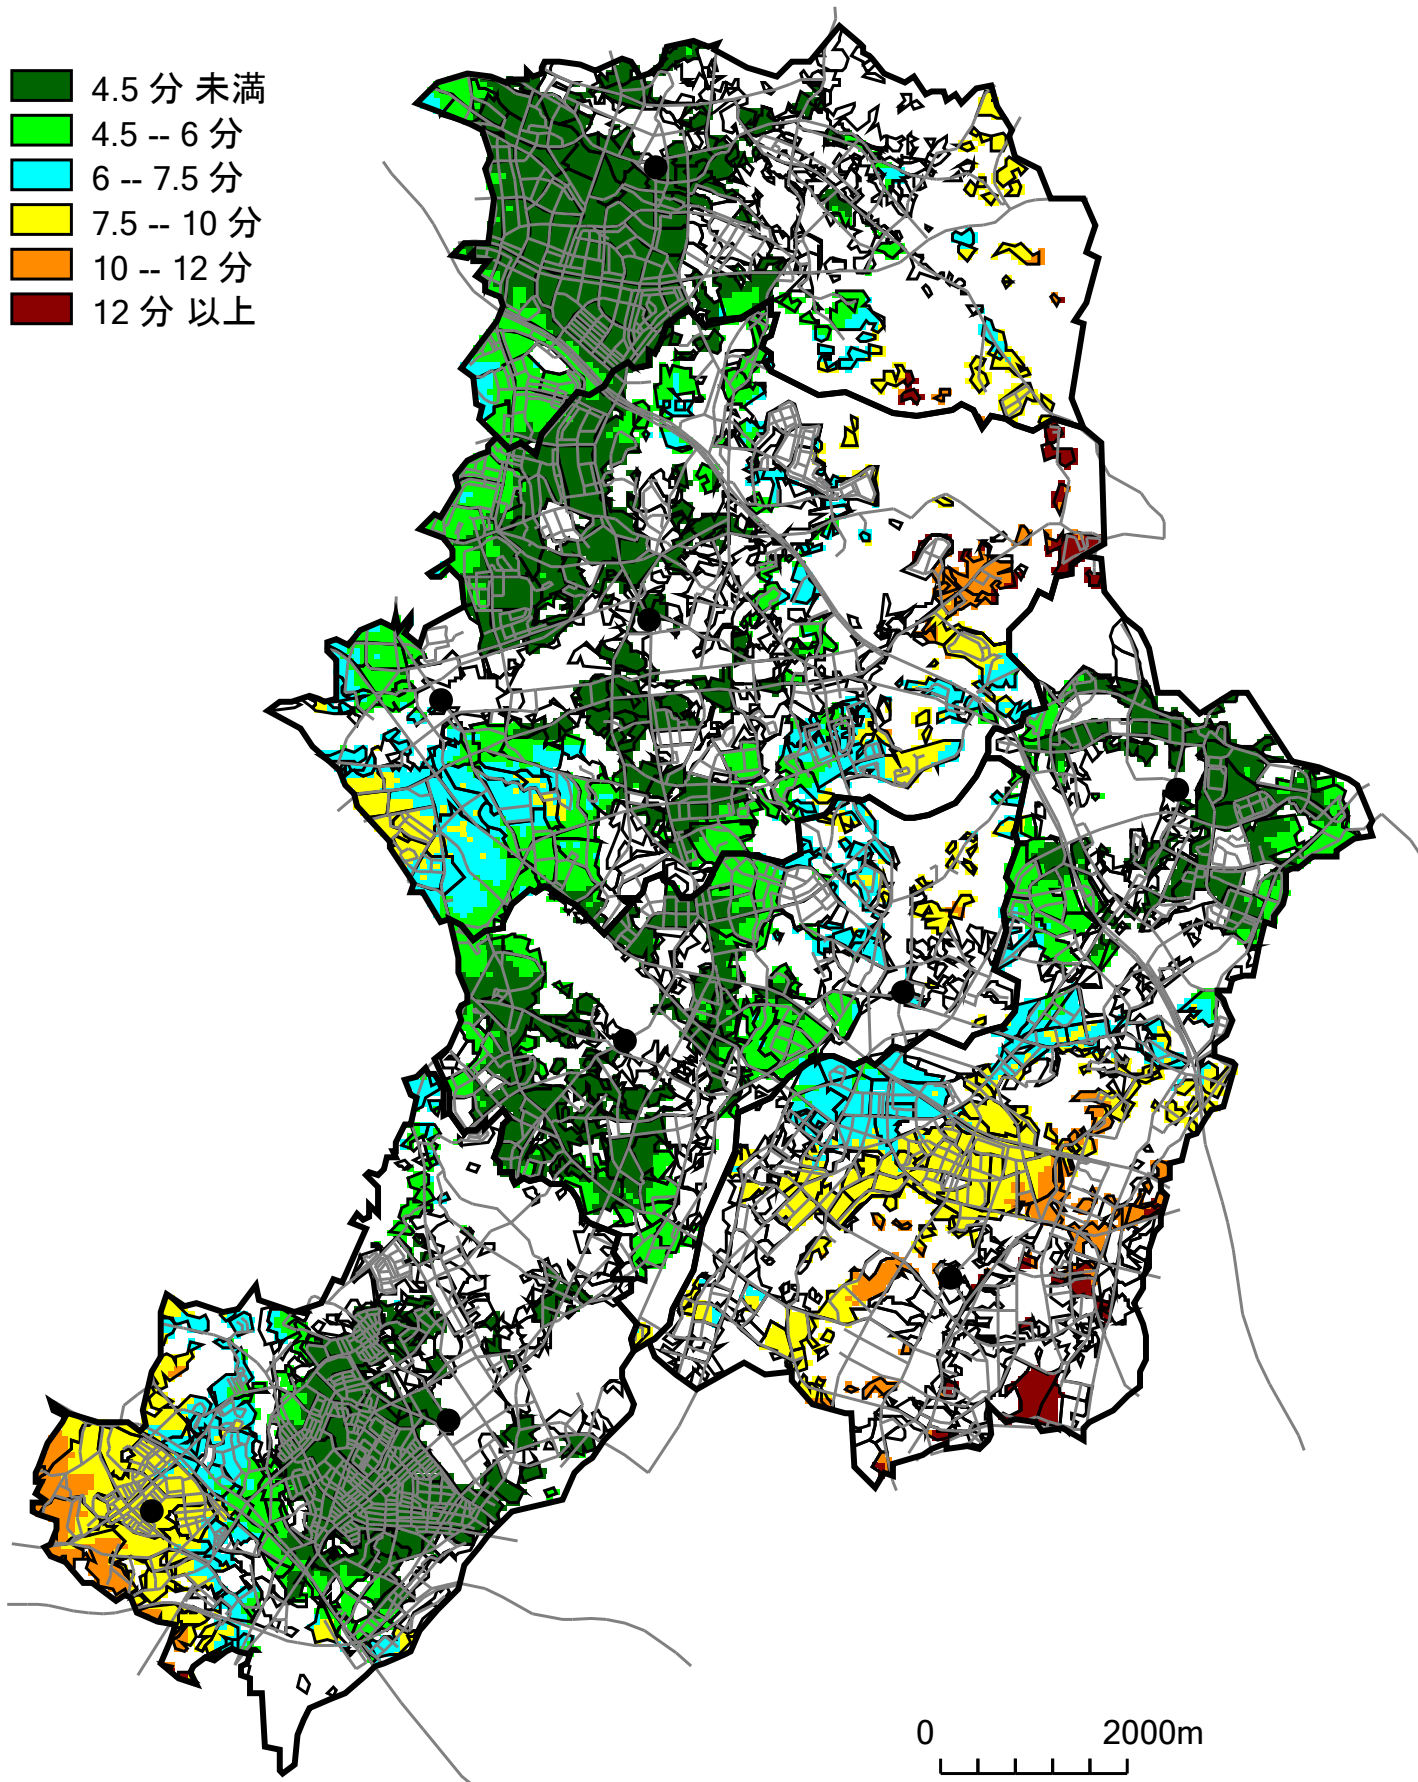 4.5 分 未満
4.5 -- 6 分
6 -- 7.5 分
7.5 -- 10 分
10 -- 12 分
12 分 以上
0 2000m